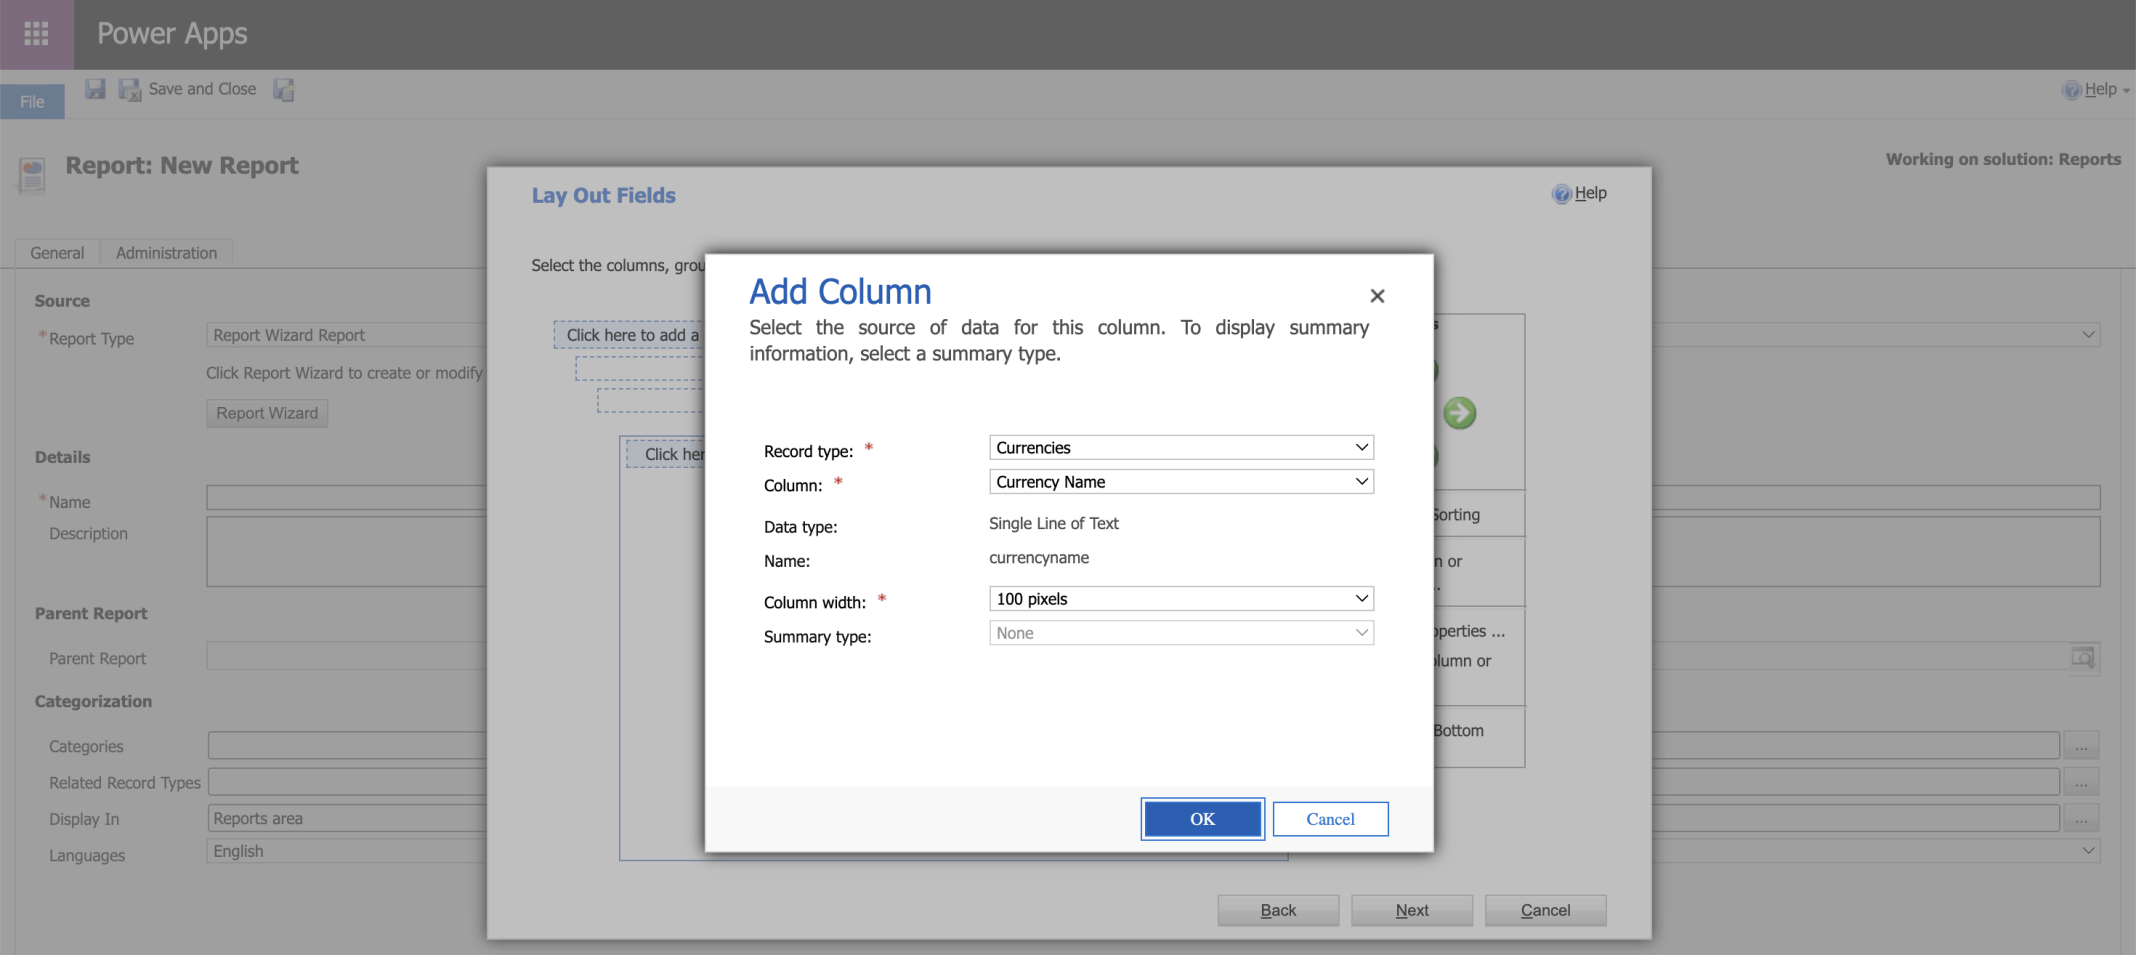 Power Apps
File
Save and Close
Help
Report: New Report
Working on solution: Reports
General
Administration
Source
*Report Type
Report Wizard Report
Click Report Wizard to create or modify
Report Wizard
Details
*Name
Description
Parent Report
Parent Report
Categorization
Categories
...
Related Record Types
...
Display In
Reports area
...
Languages
English
Lay Out Fields
Help
Select the columns, grou
Click here to add a
Click her
s
Sorting
n or
operties ...
olumn or
Bottom
Back
Next
Cancel
Add Column
Select the source of data for this column. To display summary
information, select a summary type.
Record type: *
Currencies
Column: *
Currency Name
Data type:
Single Line of Text
Name:
currencyname
Column width: *
100 pixels
Summary type:
None
OK
Cancel